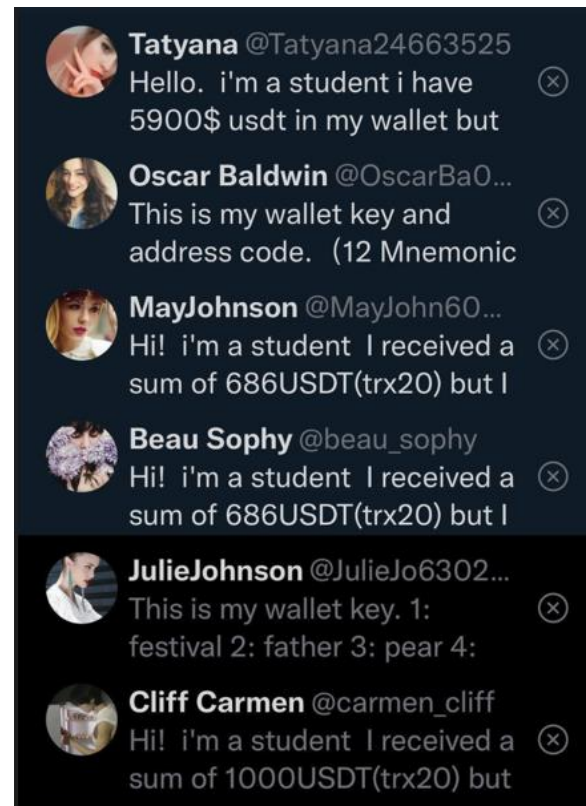 Tatyana @Tatyana24663525
Hello. i'm a student i have
5900$ usdt in my wallet but
Oscar Baldwin @OscarBa0...
This is my wallet key and
address code. (12 Mnemonic
MayJohnson @MayJohn60...
Hi! i'm a student I received a
sum of 686USDT(trx20) but I
Beau Sophy @beau_sophy
Hi! i'm a student I received a
sum of 686USDT(trx20) but I
JulieJohnson @JulieJo6302...
This is my wallet key. 1:
festival 2: father 3: pear 4:
Cliff Carmen @carmen_cliff
Hi! i'm a student I received a
sum of 1000USDT(trx20) but